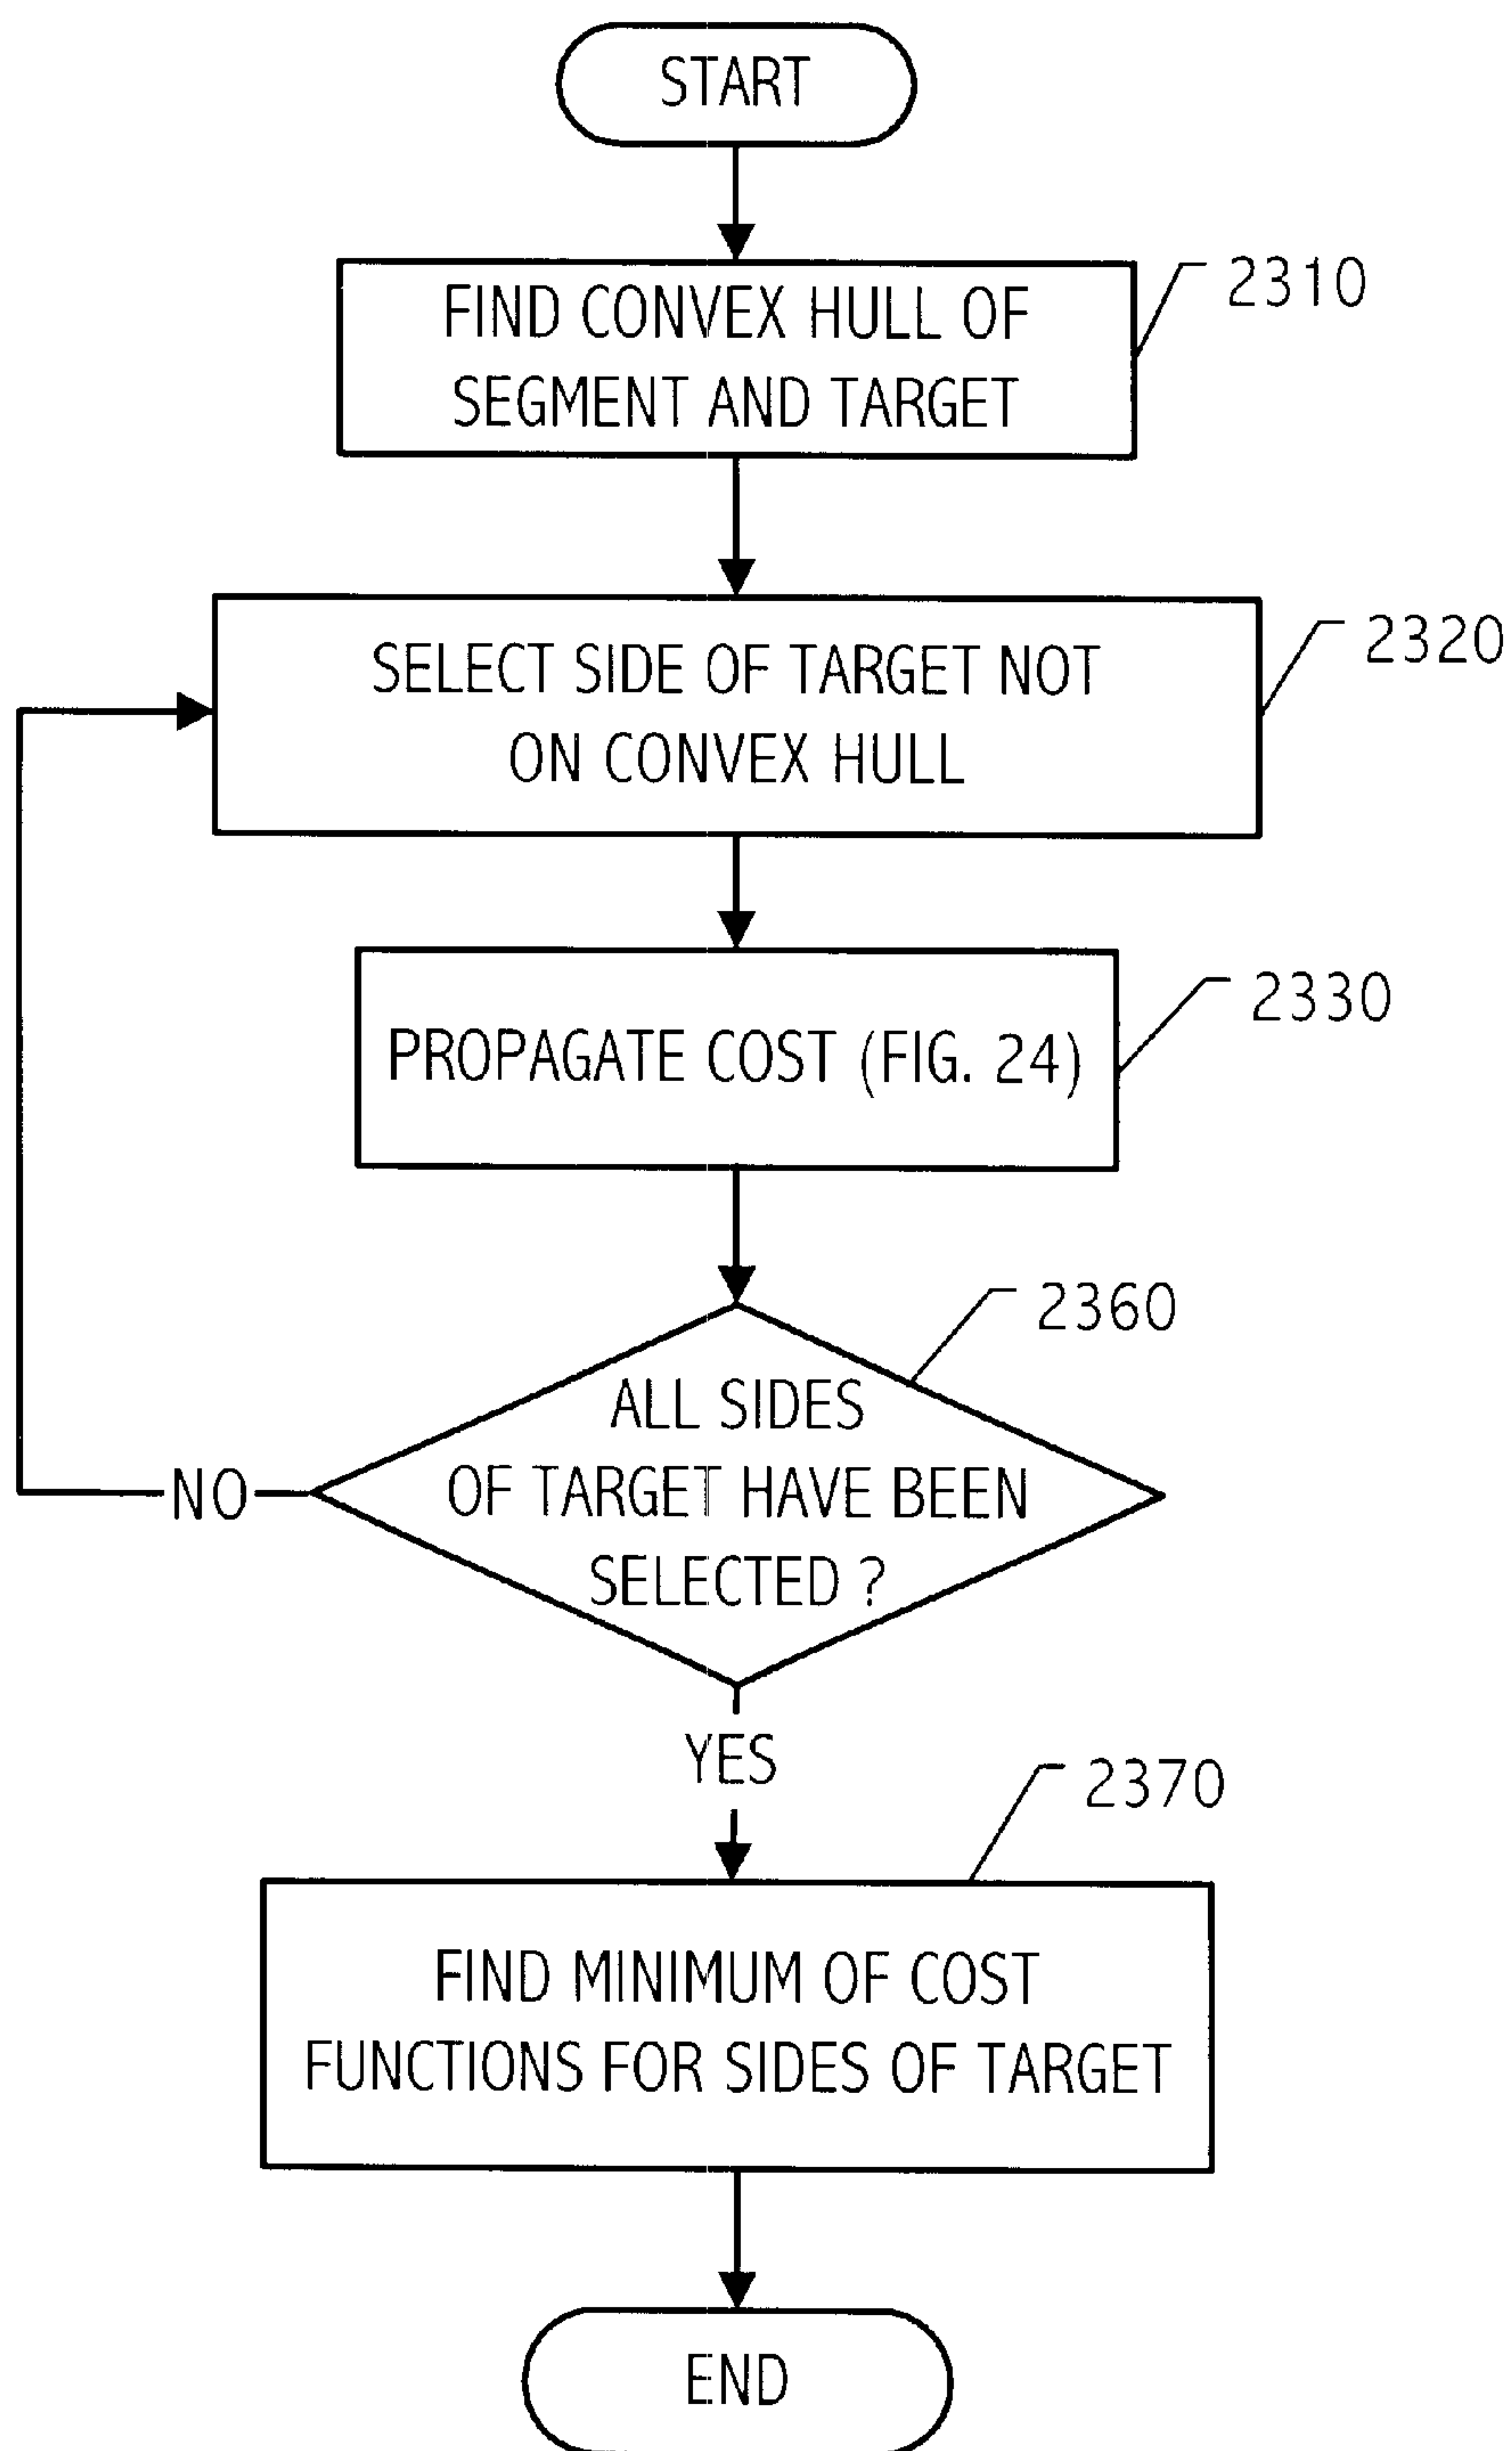 START
FIND CONVEX HULL OF
SEGMENT AND TARGET
2310
SELECT SIDE OF TARGET NOT
ON CONVEX HULL
2320
PROPAGATE COST (FIG. 24)
2330
2360
ALL SIDES
OF TARGET HAVE BEEN
SELECTED ?
NO
YES
2370
FIND MINIMUM OF COST
FUNCTIONS FOR SIDES OF TARGET
END